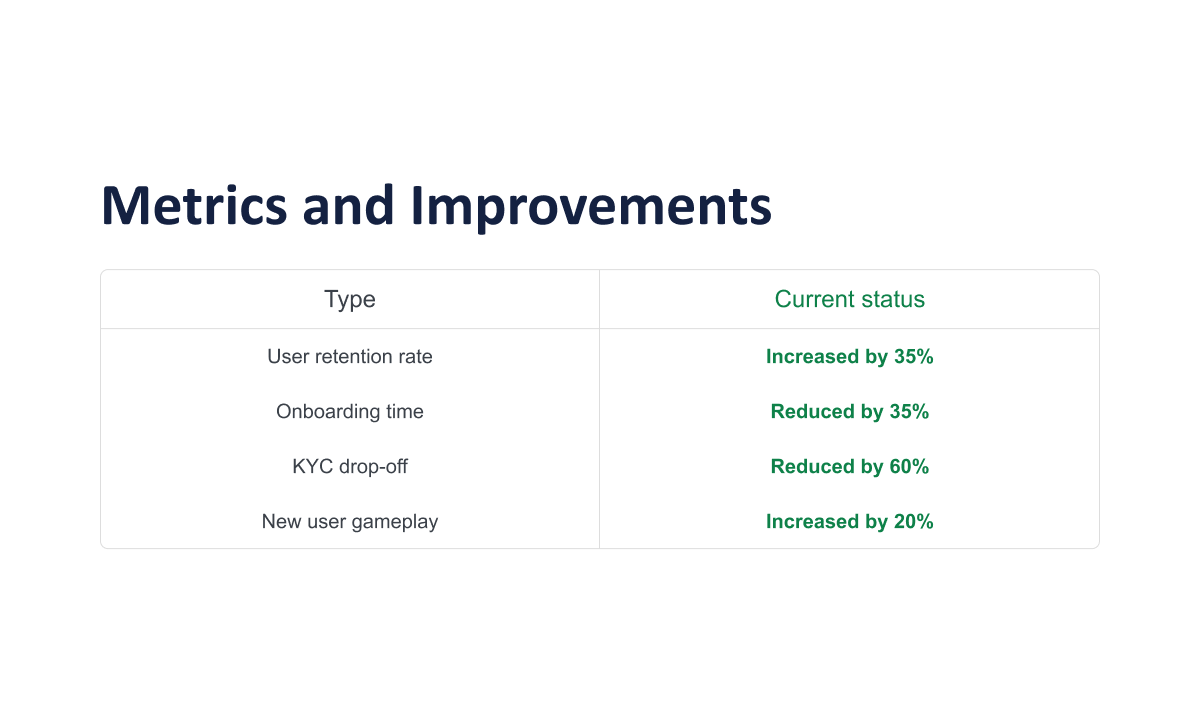 Metrics and Improvements
Type Current status
User retention rate Increased by 35%
Onboarding time Reduced by 35%
KYC drop-off Reduced by 60%
New user gameplay Increased by 20%